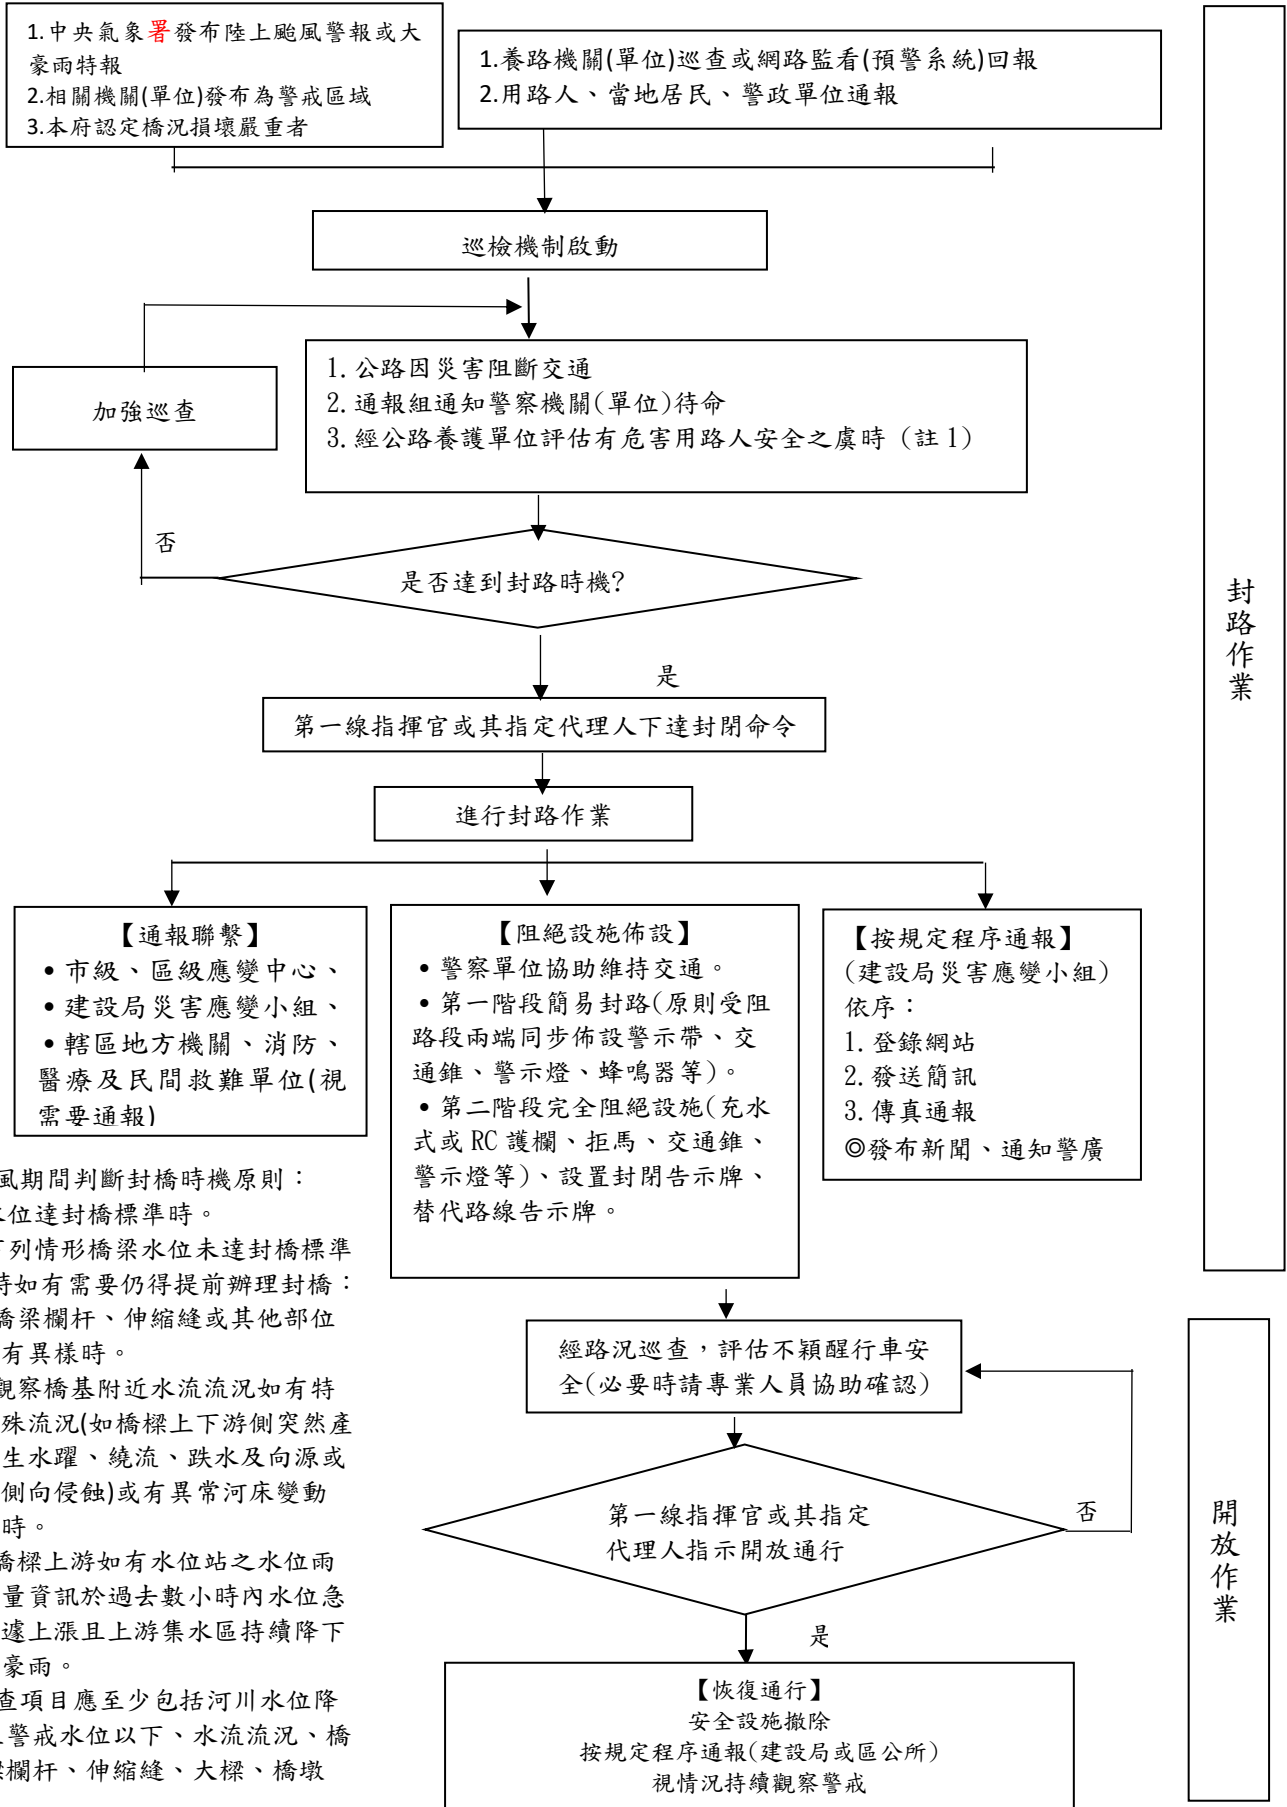 1.中央氣象署發布陸上颱風警報或大
豪雨特報
2.相關機關(單位)發布為警戒區域
3.本府認定橋況損壞嚴重者
1.養路機關(單位)巡查或網路監看(預警系統)回報
2.用路人、當地居民、警政單位通報
巡檢機制啟動
加強巡查
1.公路因災害阻斷交通
2.通報組通知警察機關(單位)待命
3.經公路養護單位評估有危害用路人安全之虞時（註1）
否
是否達到封路時機?
是
第一線指揮官或其指定代理人下達封閉命令
進行封路作業
封路作業
【通報聯繫】
•市級、區級應變中心、
•建設局災害應變小組、
•轄區地方機關、消防、
醫療及民間救難單位(視
需要通報)
【阻絕設施佈設】
•警察單位協助維持交通。
•第一階段簡易封路(原則受阻
路段兩端同步佈設警示帶、交
通錐、警示燈、蜂鳴器等)。
•第二階段完全阻絕設施(充水
式或RC護欄、拒馬、交通錐、
警示燈等)、設置封閉告示牌、
替代路線告示牌。
【按規定程序通報】
(建設局災害應變小組)
依序：
1.登錄網站
2.發送簡訊
3.傳真通報
◎發布新聞、通知警廣
風期間判斷封橋時機原則：
水位達封橋標準時。
下列情形橋梁水位未達封橋標準
時如有需要仍得提前辦理封橋：
橋梁欄杆、伸縮縫或其他部位
有異樣時。
觀察橋基附近水流流況如有特
殊流況(如橋樑上下游側突然產
生水躍、繞流、跌水及向源或
側向侵蝕)或有異常河床變動
時。
橋樑上游如有水位站之水位雨
量資訊於過去數小時內水位急
遽上漲且上游集水區持續降下
豪雨。
查項目應至少包括河川水位降
警戒水位以下、水流流況、橋
欄杆、伸縮縫、大樑、橋墩
經路況巡查，評估不穎醒行車安
全(必要時請專業人員協助確認)
第一線指揮官或其指定
代理人指示開放通行
否
是
【恢復通行】
安全設施撤除
按規定程序通報(建設局或區公所)
視情況持續觀察警戒
開放作業